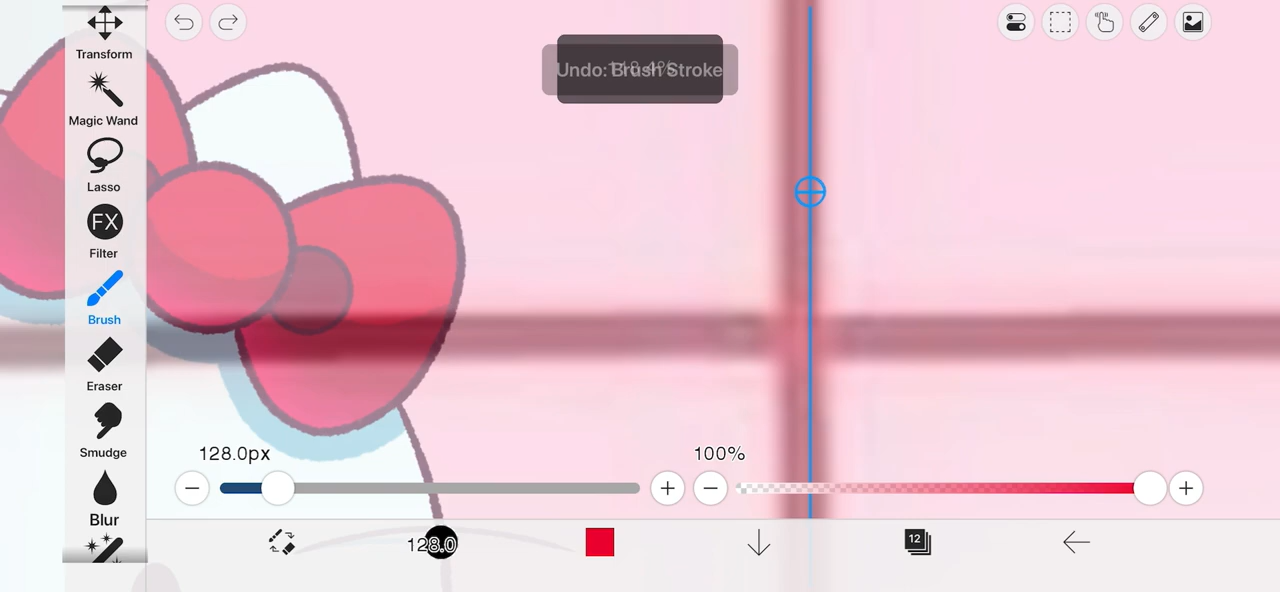 Transform
Magic Wand
Lasso
FX
Filter
Brush
Eraser
Smudge
Blur
Undo: Brush Stroke
128.0px
100%
128.0
12